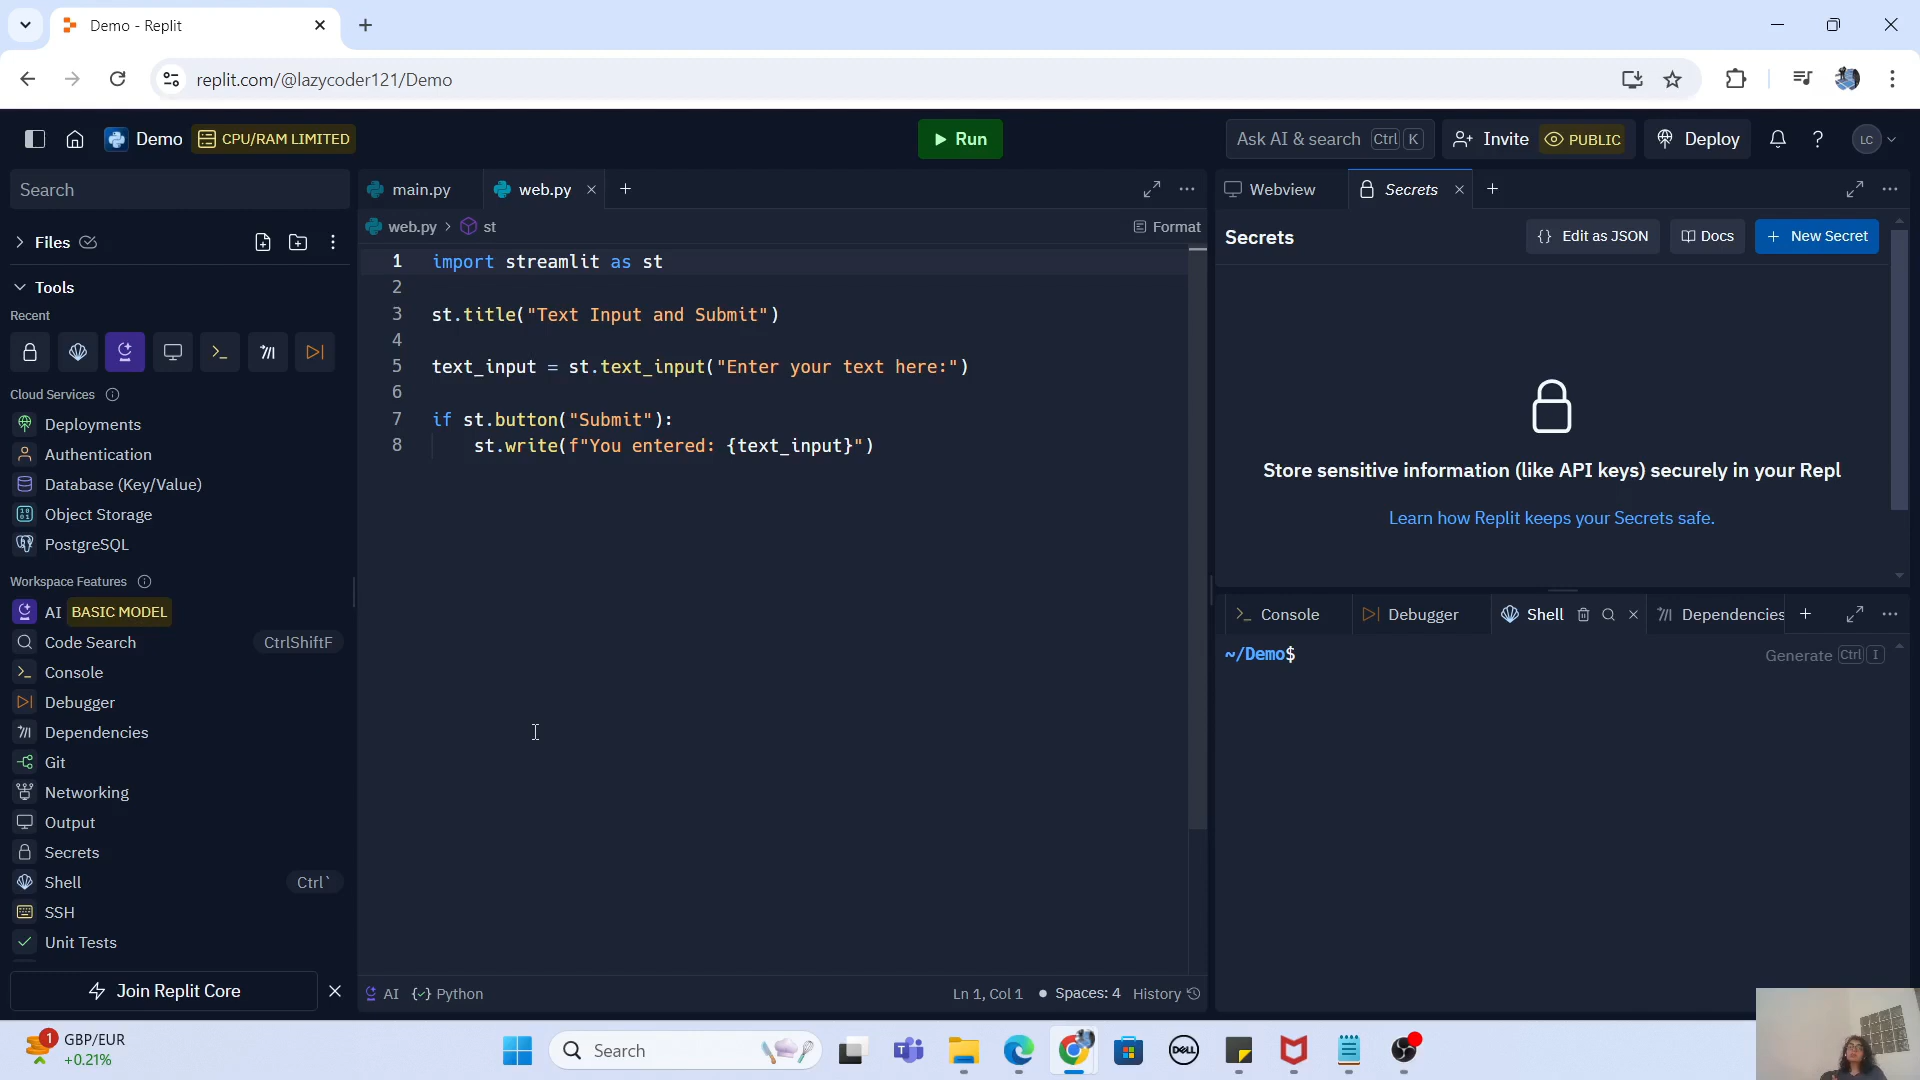 Demo - Replit
replit.com/@lazycoder121/Demo
Demo
CPU/RAM LIMITED
Run
Ask AI & search Ctrl K
Invite
PUBLIC
Deploy
LC
Search
Files
Tools
Recent
Cloud Services
Deployments
Authentication
Database (Key/Value)
Object Storage
PostgreSQL
Workspace Features
AI BASIC MODEL
Code Search CtrlShiftF
Console
Debugger
Dependencies
Git
Networking
Output
Secrets
Shell Ctrl`
SSH
Unit Tests
Join Replit Core
main.py
web.py
web.py > st
Format
1 import streamlit as st
2
3 st.title("Text Input and Submit")
4
5 text_input = st.text_input("Enter your text here:")
6
7 if st.button("Submit"):
8 st.write(f"You entered: {text_input}")
AI Python
Ln 1, Col 1 Spaces: 4 History
Webview
Secrets
Secrets
{} Edit as JSON
Docs
+ New Secret
Store sensitive information (like API keys) securely in your Repl
Learn how Replit keeps your Secrets safe.
Console
Debugger
Shell
Dependencies
~/Demo$
Generate Ctrl I
1
GBP/EUR
+0.21%
Search
DELL